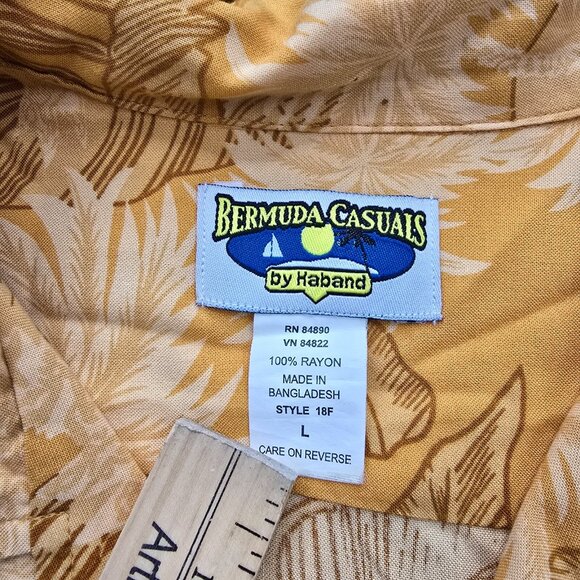 BERMUDA CASUALS
by Haband
RN 84890
VN 84822
100% RAYON
MADE IN
BANGLADESH
STYLE 18F
L
CARE ON REVERSE